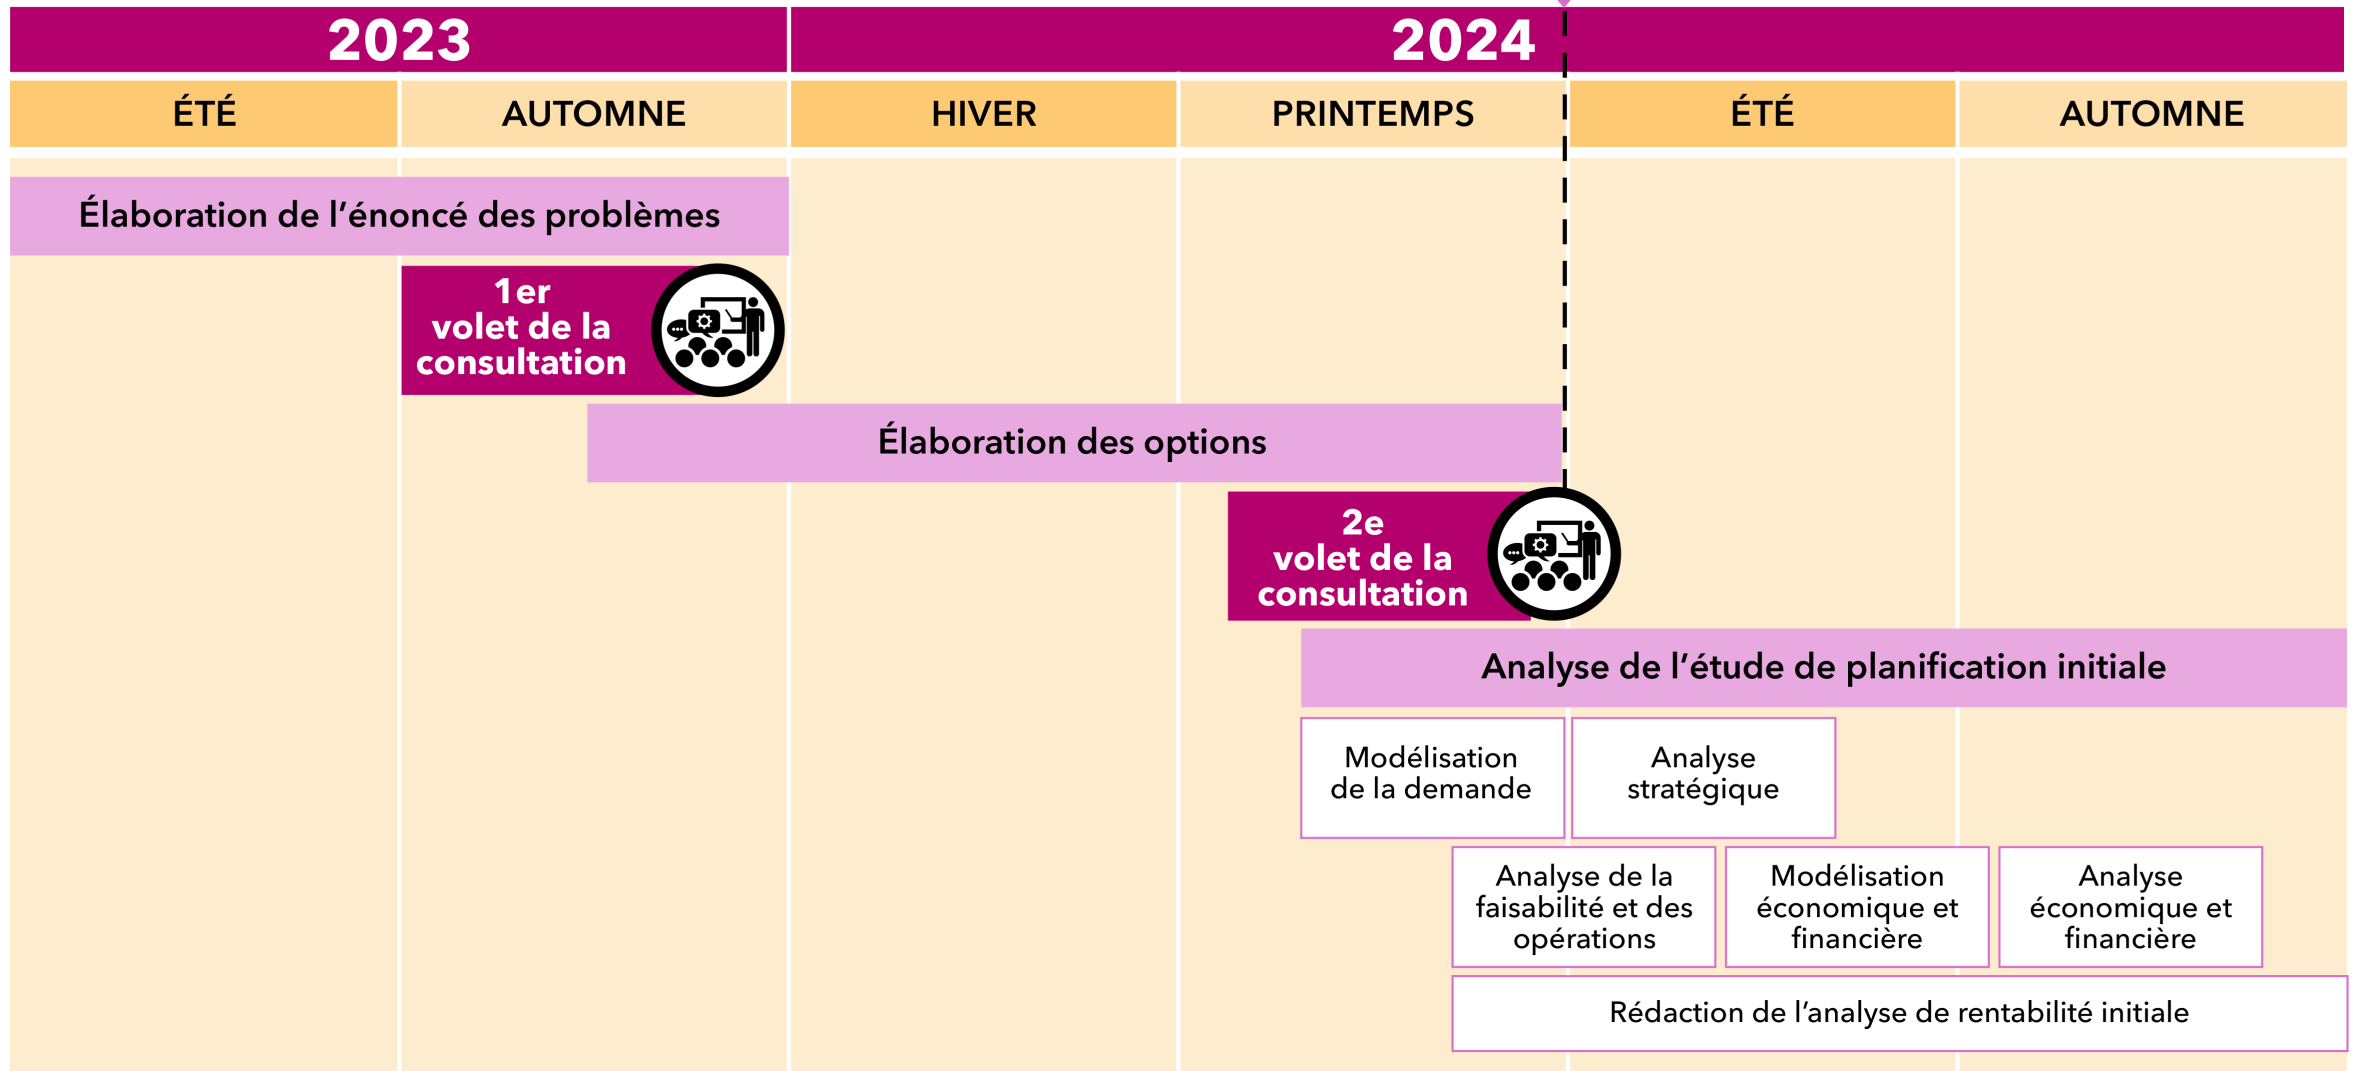 2023
2024
ÉTÉ
AUTOMNE
HIVER
PRINTEMPS
ÉTÉ
AUTOMNE
Élaboration de l’énoncé des problèmes
1er
volet de la
consultation
Élaboration des options
2e
volet de la
consultation
Analyse de l’étude de planification initiale
Modélisation
de la demande
Analyse
stratégique
Analyse de la
faisabilité et des
opérations
Modélisation
économique et
financière
Analyse
économique et
financière
Rédaction de l’analyse de rentabilité initiale